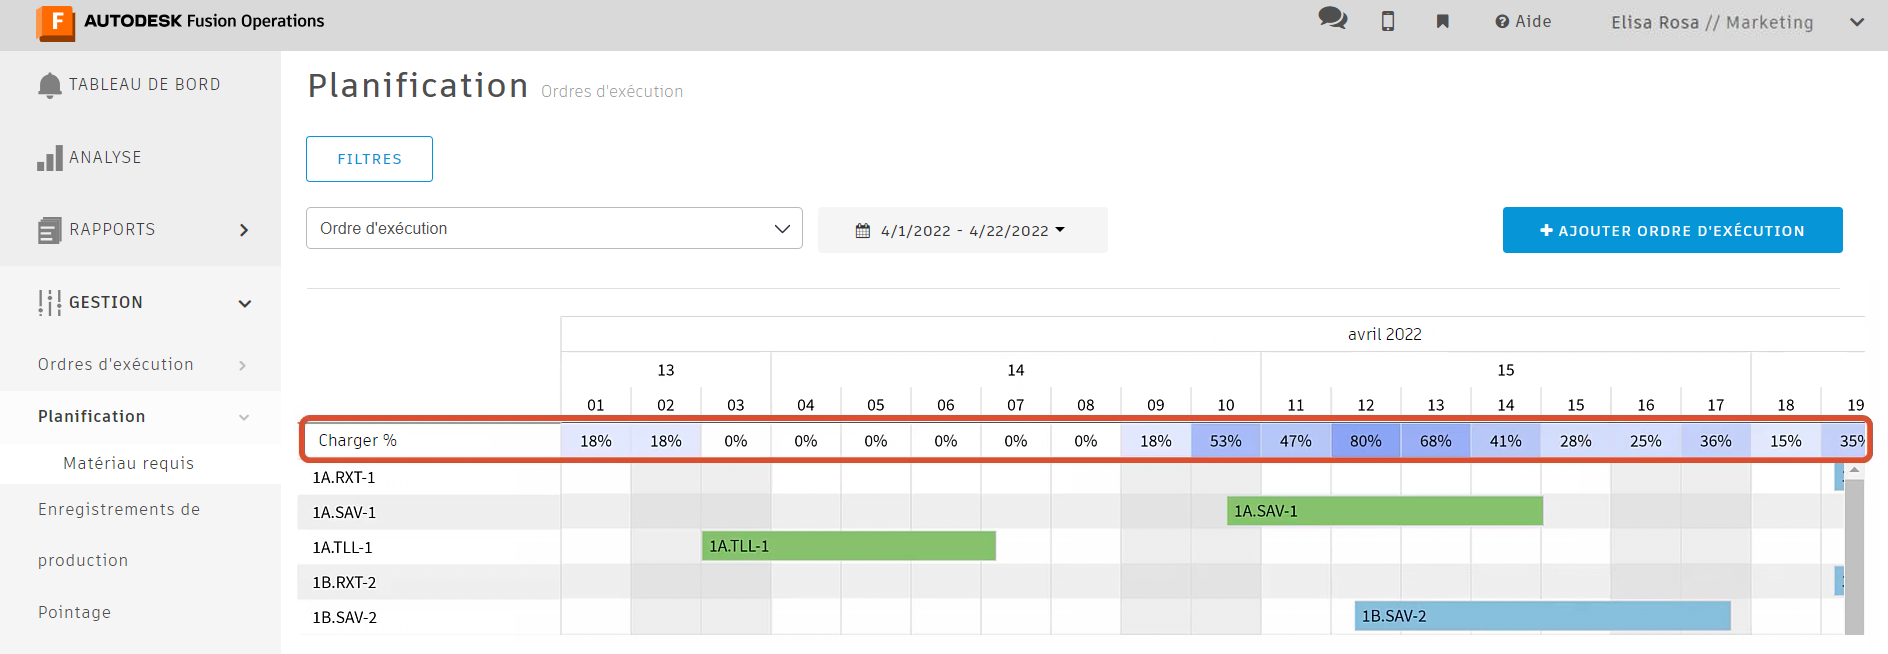 F AUTODESK Fusion Operations
Aide
Elisa Rosa // Marketing
TABLEAU DE BORD
ANALYSE
RAPPORTS
GESTION
Ordres d'exécution
Planification
Matériau requis
Enregistrements de
production
Pointage
Planification Ordres d'exécution
FILTRES
Ordre d'exécution
4/1/2022 - 4/22/2022
+ AJOUTER ORDRE D'EXÉCUTION
avril 2022
13 14 15
01 02 03 04 05 06 07 08 09 10 11 12 13 14 15 16 17 18 19
Charger % 18% 18% 0% 0% 0% 0% 0% 0% 18% 53% 47% 80% 68% 41% 28% 25% 36% 15% 35%
1A.RXT-1
1A.SAV-1 1A.SAV-1
1A.TLL-1 1A.TLL-1
1B.RXT-2
1B.SAV-2 1B.SAV-2